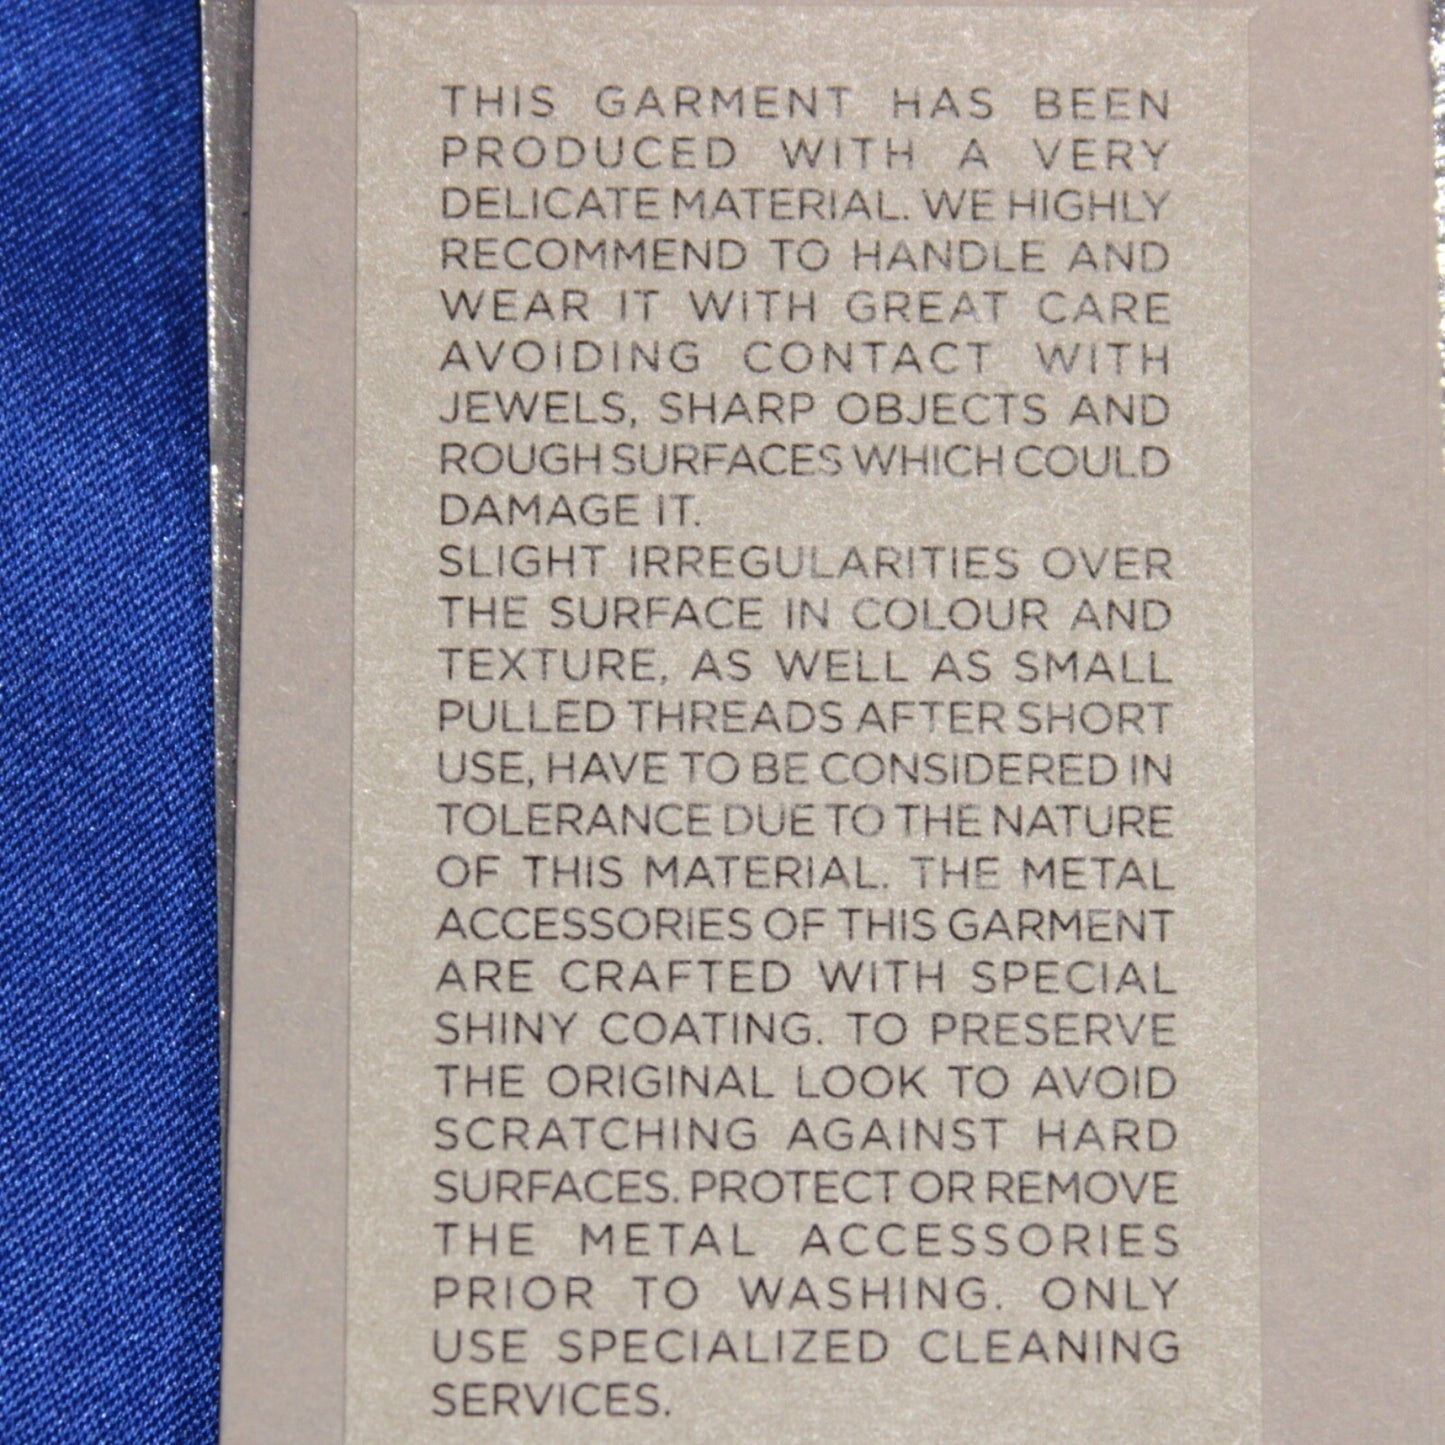 THIS GARMENT HAS BEEN
PRODUCED WITH A VERY
DELICATE MATERIAL. WE HIGHLY
RECOMMEND TO HANDLE AND
WEAR IT WITH GREAT CARE
AVOIDING CONTACT WITH
JEWELS, SHARP OBJECTS AND
ROUGH SURFACES WHICH COULD
DAMAGE IT.
SLIGHT IRREGULARITIES OVER
THE SURFACE IN COLOUR AND
TEXTURE, AS WELL AS SMALL
PULLED THREADS AFTER SHORT
USE, HAVE TO BE CONSIDERED IN
TOLERANCE DUE TO THE NATURE
OF THIS MATERIAL. THE METAL
ACCESSORIES OF THIS GARMENT
ARE CRAFTED WITH SPECIAL
SHINY COATING. TO PRESERVE
THE ORIGINAL LOOK TO AVOID
SCRATCHING AGAINST HARD
SURFACES. PROTECT OR REMOVE
THE METAL ACCESSORIES
PRIOR TO WASHING. ONLY
USE SPECIALIZED CLEANING
SERVICES.